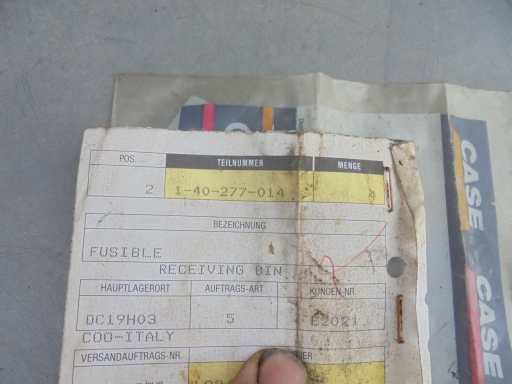 POS. TEILNUMMER MENGE
2 1-40-277-014 4
BEZEICHNUNG
FUSIBLE
RECEIVING BIN
HAUPTLAGERORT AUFTRAGS-ART KUNDEN-NR.
DC19H03 5
COO-ITALY
VERSANDAUFTRAGS-NR.
CASE
CASE